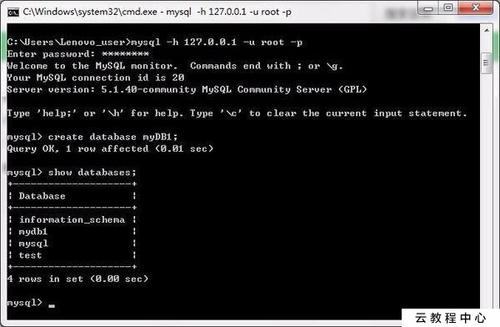 C:\Windows\system32\cmd.exe - mysql -h 127.0.0.1 -u root -p
C:\Users\Lenovo_user>mysql -h 127.0.0.1 -u root -p
Enter password: ********
Welcome to the MySQL monitor.  Commands end with ; or \g.
Your MySQL connection id is 20
Server version: 5.1.40-community MySQL Community Server (GPL)
Type 'help;' or '\h' for help. Type '\c' to clear the current input statement.
mysql> create database myDB1;
Query OK, 1 row affected (0.01 sec)
mysql> show databases;
+--------------------+
| Database           |
+--------------------+
| information_schema |
| mydb1              |
| mysql              |
| test               |
+--------------------+
4 rows in set (0.00 sec)
mysql> _
云教程中心